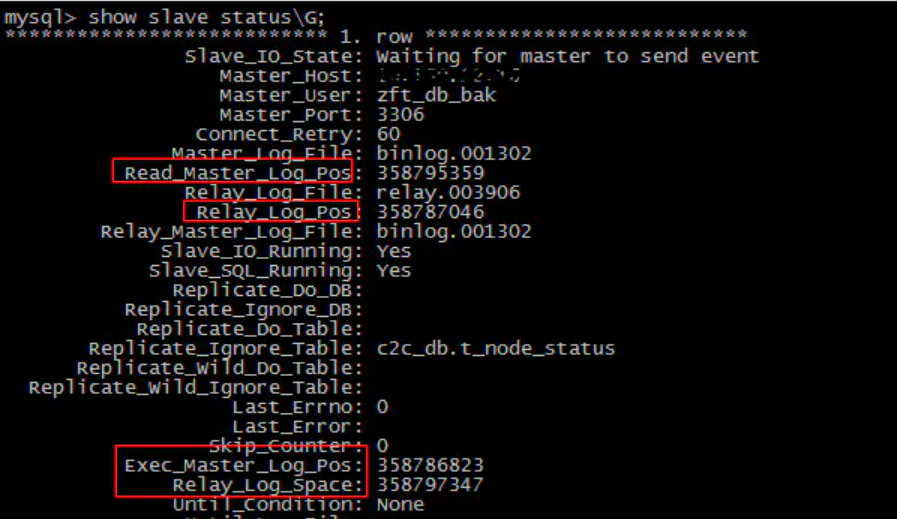 mysql> show slave status\G;
*************************** 1. row ***************************
Slave_IO_State: Waiting for master to send event
Master_Host:
Master_User: zft_db_bak
Master_Port: 3306
Connect_Retry: 60
Master_Log_File: binlog.001302
Read_Master_Log_Pos: 358795359
Relay_Log_File: relay.003906
Relay_Log_Pos: 358787046
Relay_Master_Log_File: binlog.001302
Slave_IO_Running: Yes
Slave_SQL_Running: Yes
Replicate_Do_DB:
Replicate_Ignore_DB:
Replicate_Do_Table:
Replicate_Ignore_Table: c2c_db.t_node_status
Replicate_Wild_Do_Table:
Replicate_Wild_Ignore_Table:
Last_Errno: 0
Last_Error:
Skip_Counter: 0
Exec_Master_Log_Pos: 358786823
Relay_Log_Space: 358797347
Until_Condition: None